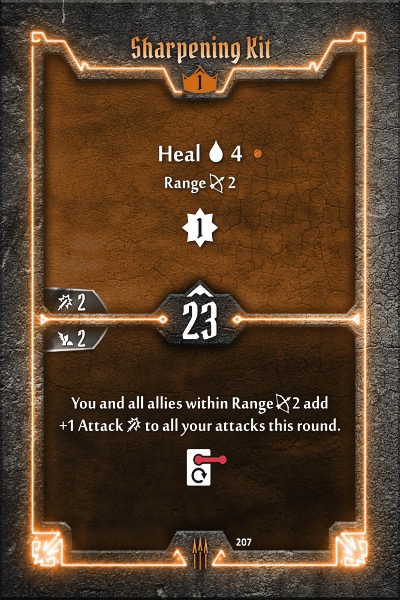 Sharpening Kit
1
Heal 4
Range 2
1
2
23
2
You and all allies within Range 2 add
+1 Attack to all your attacks this round.
207